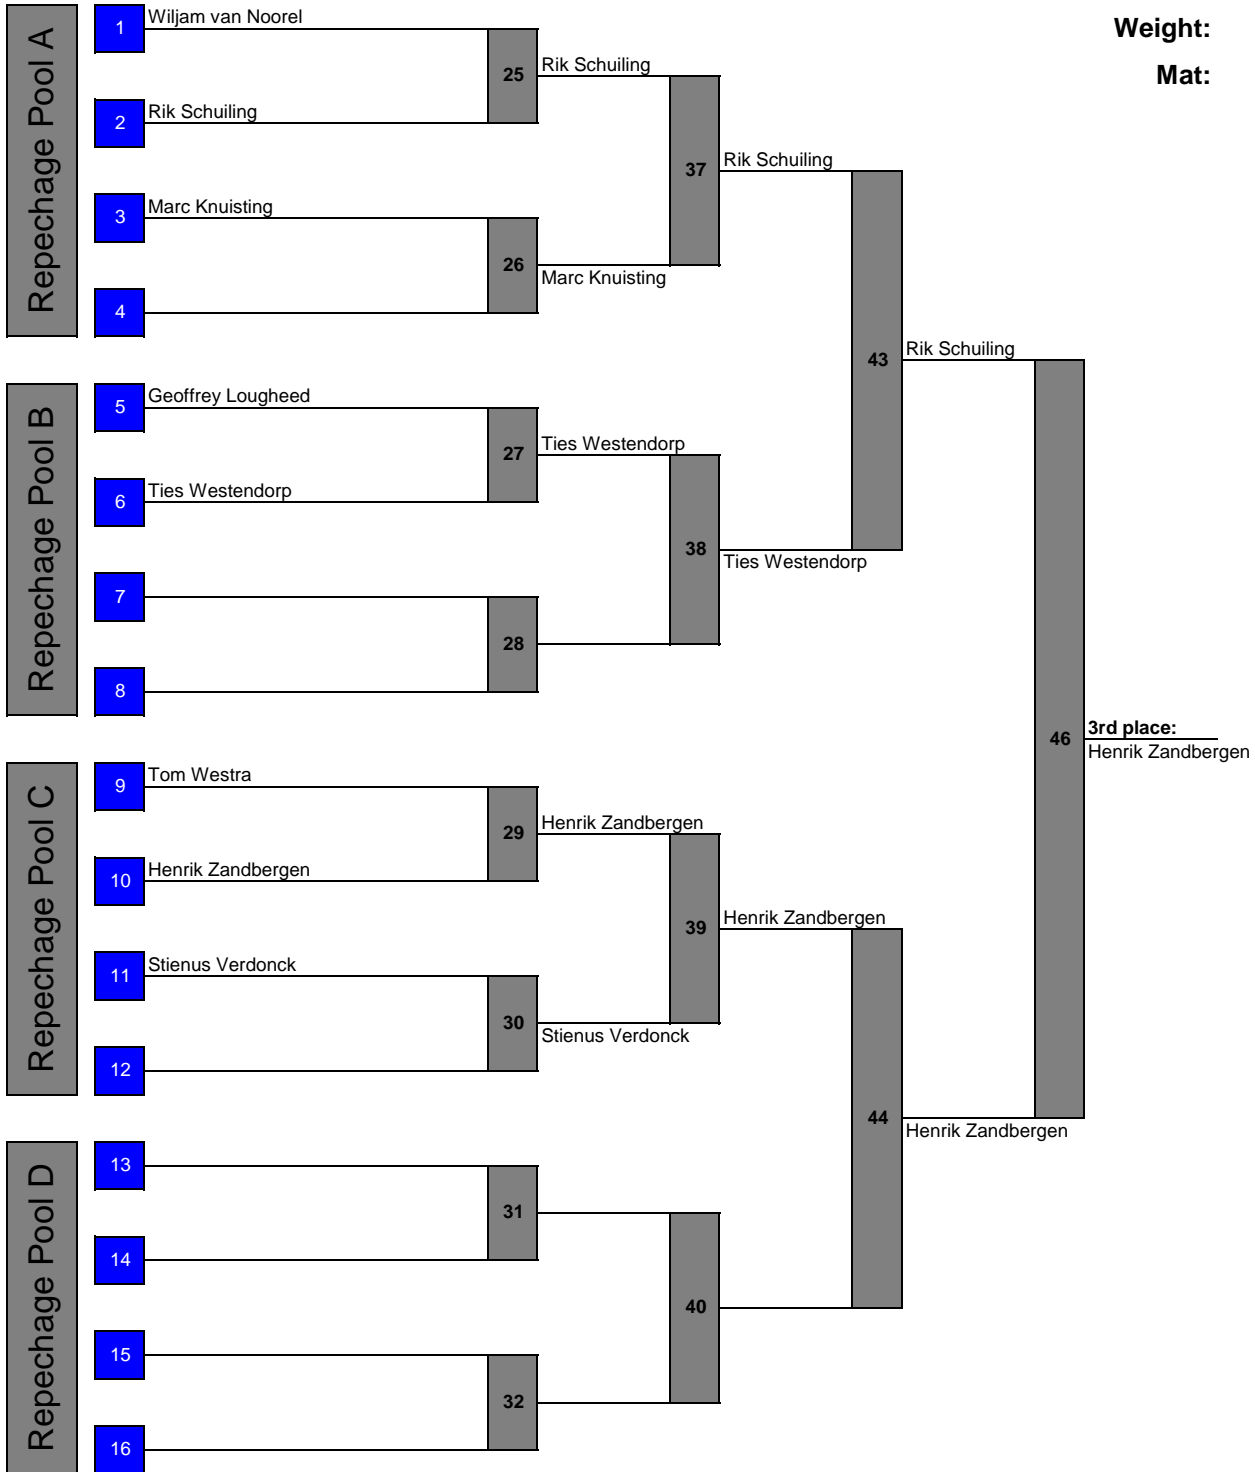 Weight:
Mat:
Repechage Pool A
1 Wiljam van Noorel
25 Rik Schuiling
2 Rik Schuiling
37 Rik Schuiling
3 Marc Knuisting
26 Marc Knuisting
4
43 Rik Schuiling
Repechage Pool B
5 Geoffrey Lougheed
27 Ties Westendorp
6 Ties Westendorp
38 Ties Westendorp
7
28
8
46 3rd place:
Henrik Zandbergen
Repechage Pool C
9 Tom Westra
29 Henrik Zandbergen
10 Henrik Zandbergen
39 Henrik Zandbergen
11 Stienus Verdonck
30 Stienus Verdonck
12
44 Henrik Zandbergen
Repechage Pool D
13
31
14
40
15
32
16